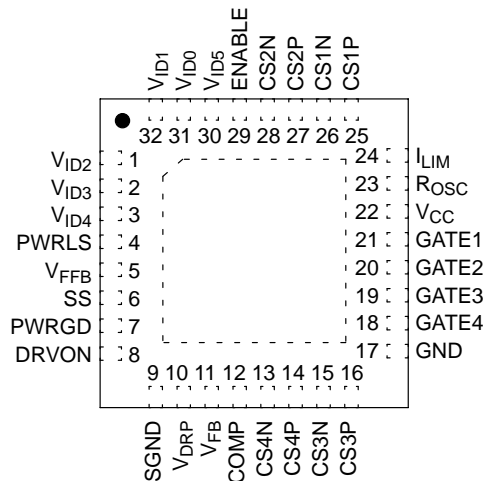 VID1
VID0
VID5
ENABLE
CS2N
CS2P
CS1N
CS1P
32 31 30 29 28 27 26 25
VID2 1
VID3 2
VID4 3
PWRLS 4
VFFB 5
SS 6
PWRGD 7
DRVON 8
24 ILIM
23 ROSC
22 VCC
21 GATE1
20 GATE2
19 GATE3
18 GATE4
17 GND
9 10 11 12 13 14 15 16
SGND
VDRP
VFB
COMP
CS4N
CS4P
CS3N
CS3P